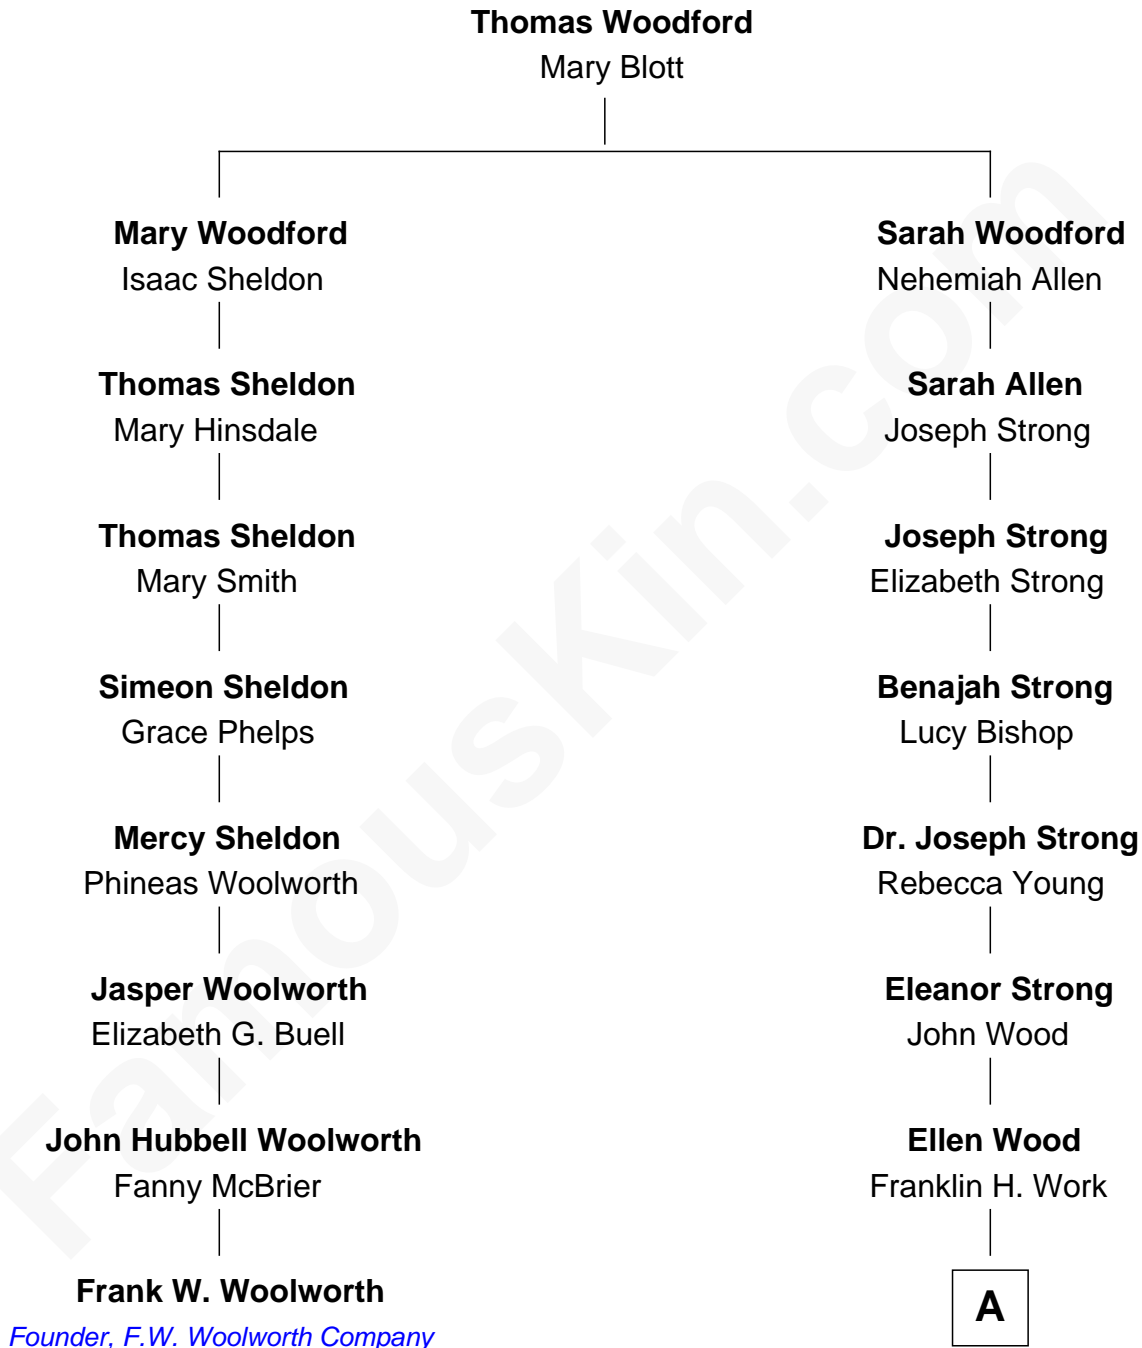 Thomas Woodford
Mary Blott
Mary Woodford
Isaac Sheldon
Sarah Woodford
Nehemiah Allen
Thomas Sheldon
Mary Hinsdale
Sarah Allen
Joseph Strong
Thomas Sheldon
Mary Smith
Joseph Strong
Elizabeth Strong
Simeon Sheldon
Grace Phelps
Benajah Strong
Lucy Bishop
Mercy Sheldon
Phineas Woolworth
Dr. Joseph Strong
Rebecca Young
Jasper Woolworth
Elizabeth G. Buell
Eleanor Strong
John Wood
John Hubbell Woolworth
Fanny McBrier
Ellen Wood
Franklin H. Work
Frank W. Woolworth
Founder, F.W. Woolworth Company
A
FamousKin.com